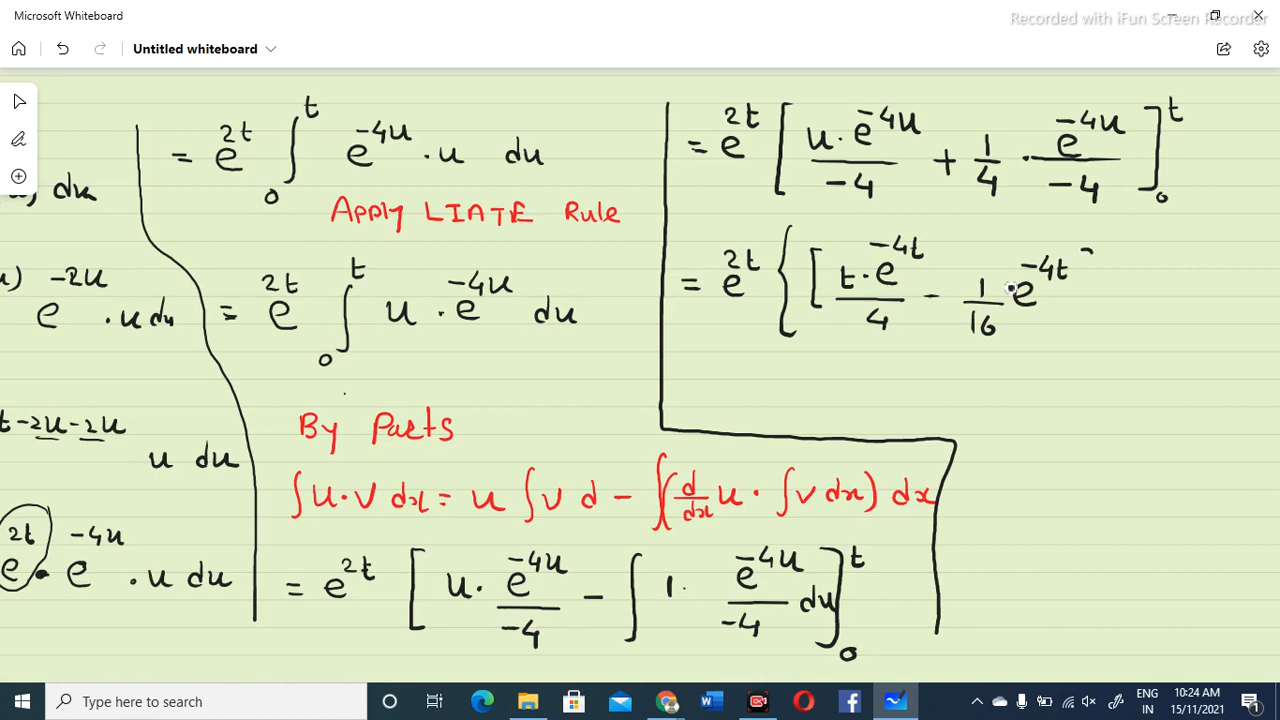 Microsoft Whiteboard
Recorded with iFun Screen Recorder
Untitled whiteboard
du
) e^{-2u} · u du
t-2u-2u
u du
e^{2t} · e^{-4u} · u du
= e^{2t} ∫_0^t e^{-4u} · u du
Apply LIATE Rule
= e^{2t} ∫_0^t u · e^{-4u} du
By Parts
∫ u · v dx = u ∫ v d - ∫ (d/dx u · ∫ v dx) dx
= e^{2t} [ u · e^{-4u}/-4 - ∫ 1 · e^{-4u}/-4 du ]_0^t
= e^{2t} [ u · e^{-4u}/-4 + 1/4 · e^{-4u}/-4 ]_0^t
= e^{2t} { [ t · e^{-4t}/4 - 1/16 e^{-4t}
Type here to search
ENG
IN
10:24 AM
15/11/2021